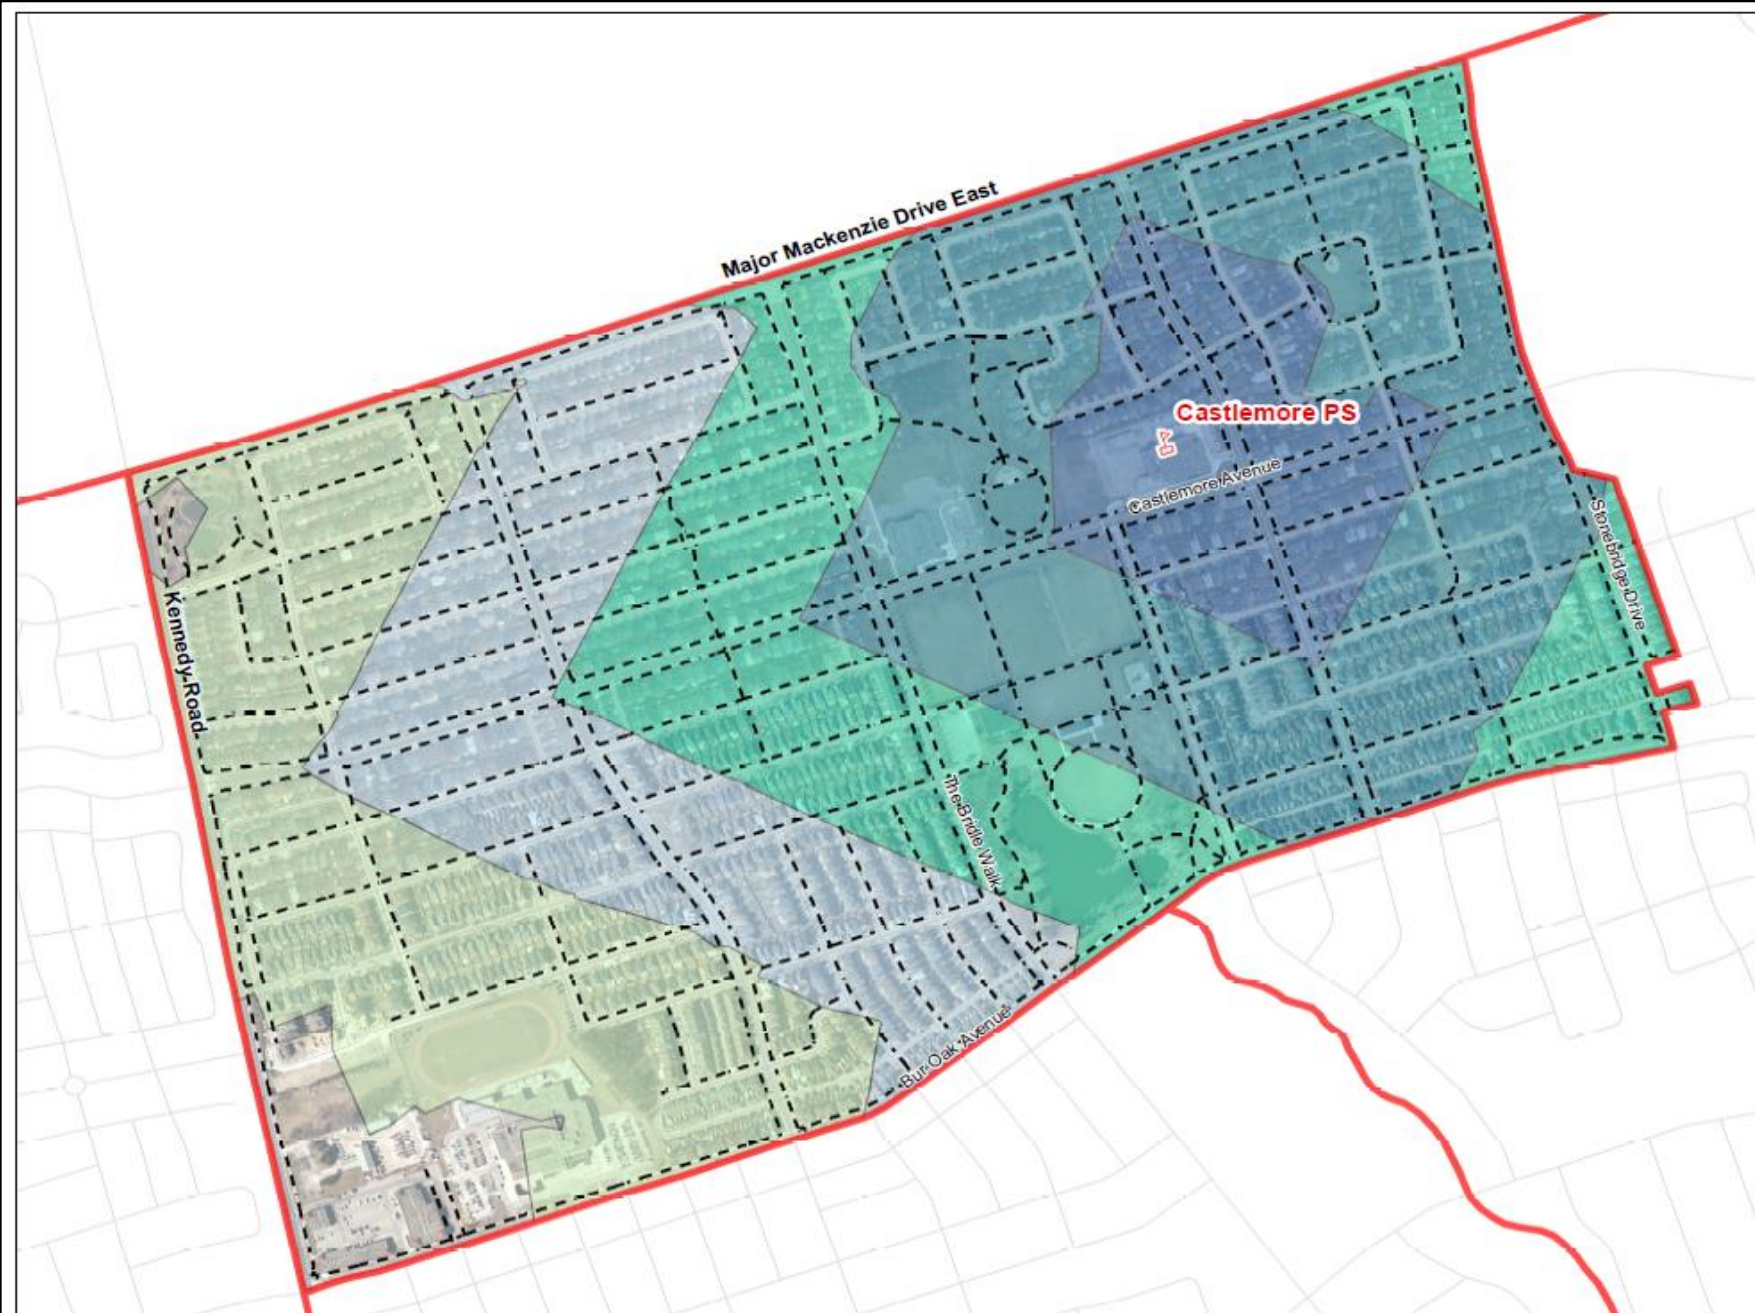 Major Mackenzie Drive East
Castlemore PS
Castlemore Avenue
Stonebridge Drive
Kennedy Road
The Bridle Walk
Bur Oak Avenue